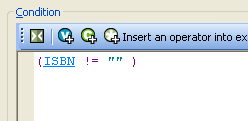 Condition
Insert an operator into ex
(ISBN != "" )